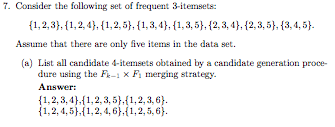 7. Consider the following set of frequent 3-itemsets:
{1, 2, 3}, {1, 2, 4}, {1, 2, 5}, {1, 3, 4}, {1, 3, 5}, {2, 3, 4}, {2, 3, 5}, {3, 4, 5}.
Assume that there are only five items in the data set.
(a) List all candidate 4-itemsets obtained by a candidate generation proce-
dure using the Fₖ₋₁ × F₁ merging strategy.
Answer:
{1, 2, 3, 4},{1, 2, 3, 5},{1, 2, 3, 6}.
{1, 2, 4, 5},{1, 2, 4, 6},{1, 2, 5, 6}.